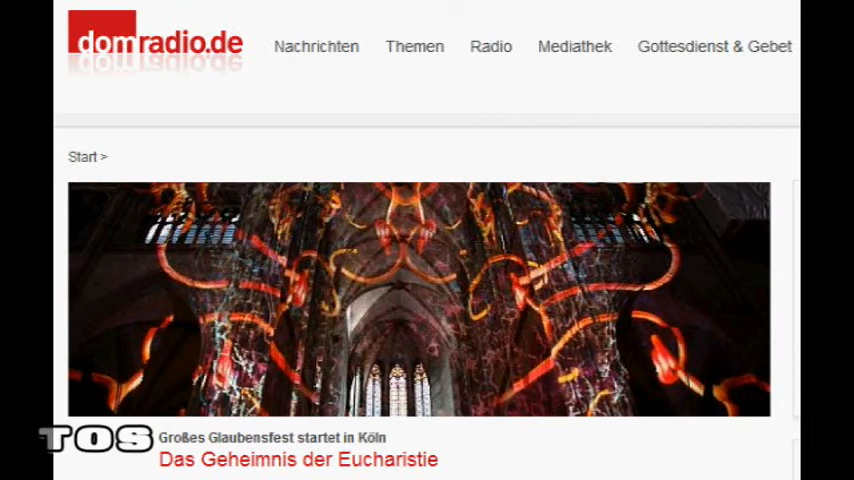 domradio.de
Nachrichten Themen Radio Mediathek Gottesdienst & Gebet
Start >
TOS
Großes Glaubensfest startet in Köln
Das Geheimnis der Eucharistie